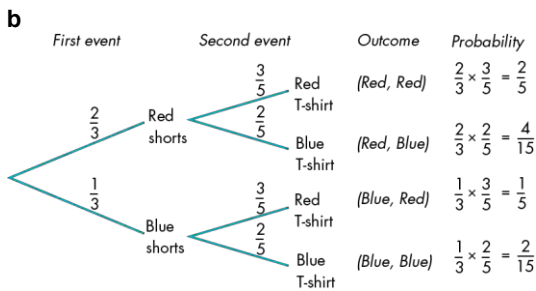 b
First event Second event Outcome Probability
3/5 Red T-shirt (Red, Red) 2/3 × 3/5 = 2/5
2/3 Red shorts
2/5 Blue T-shirt (Red, Blue) 2/3 × 2/5 = 4/15
3/5 Red T-shirt (Blue, Red) 1/3 × 3/5 = 1/5
1/3 Blue shorts
2/5 Blue T-shirt (Blue, Blue) 1/3 × 2/5 = 2/15